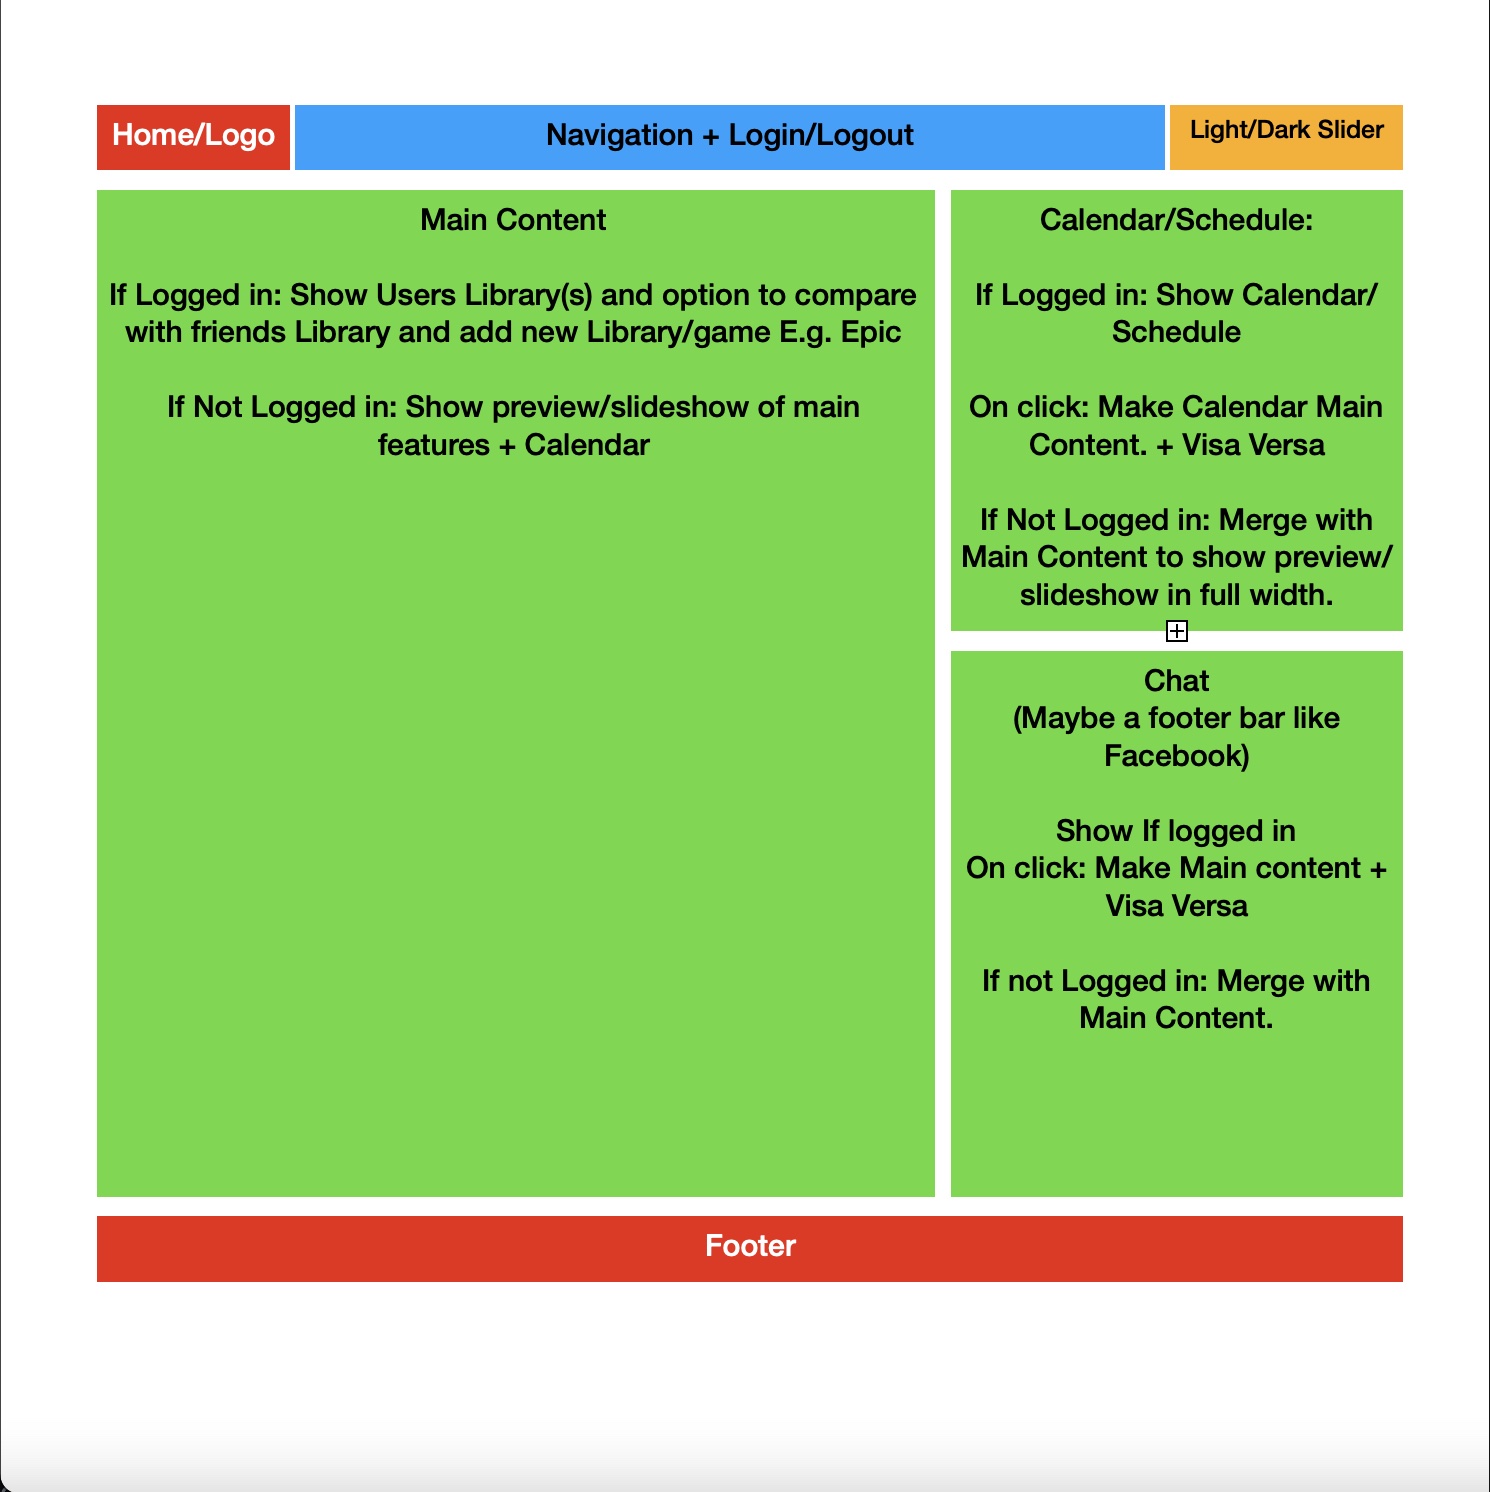 Home/Logo
Navigation + Login/Logout
Light/Dark Slider
Main Content
If Logged in: Show Users Library(s) and option to compare
with friends Library and add new Library/game E.g. Epic
If Not Logged in: Show preview/slideshow of main
features + Calendar
Calendar/Schedule:
If Logged in: Show Calendar/
Schedule
On click: Make Calendar Main
Content. + Visa Versa
If Not Logged in: Merge with
Main Content to show preview/
slideshow in full width.
Chat
(Maybe a footer bar like
Facebook)
Show If logged in
On click: Make Main content +
Visa Versa
If not Logged in: Merge with
Main Content.
Footer